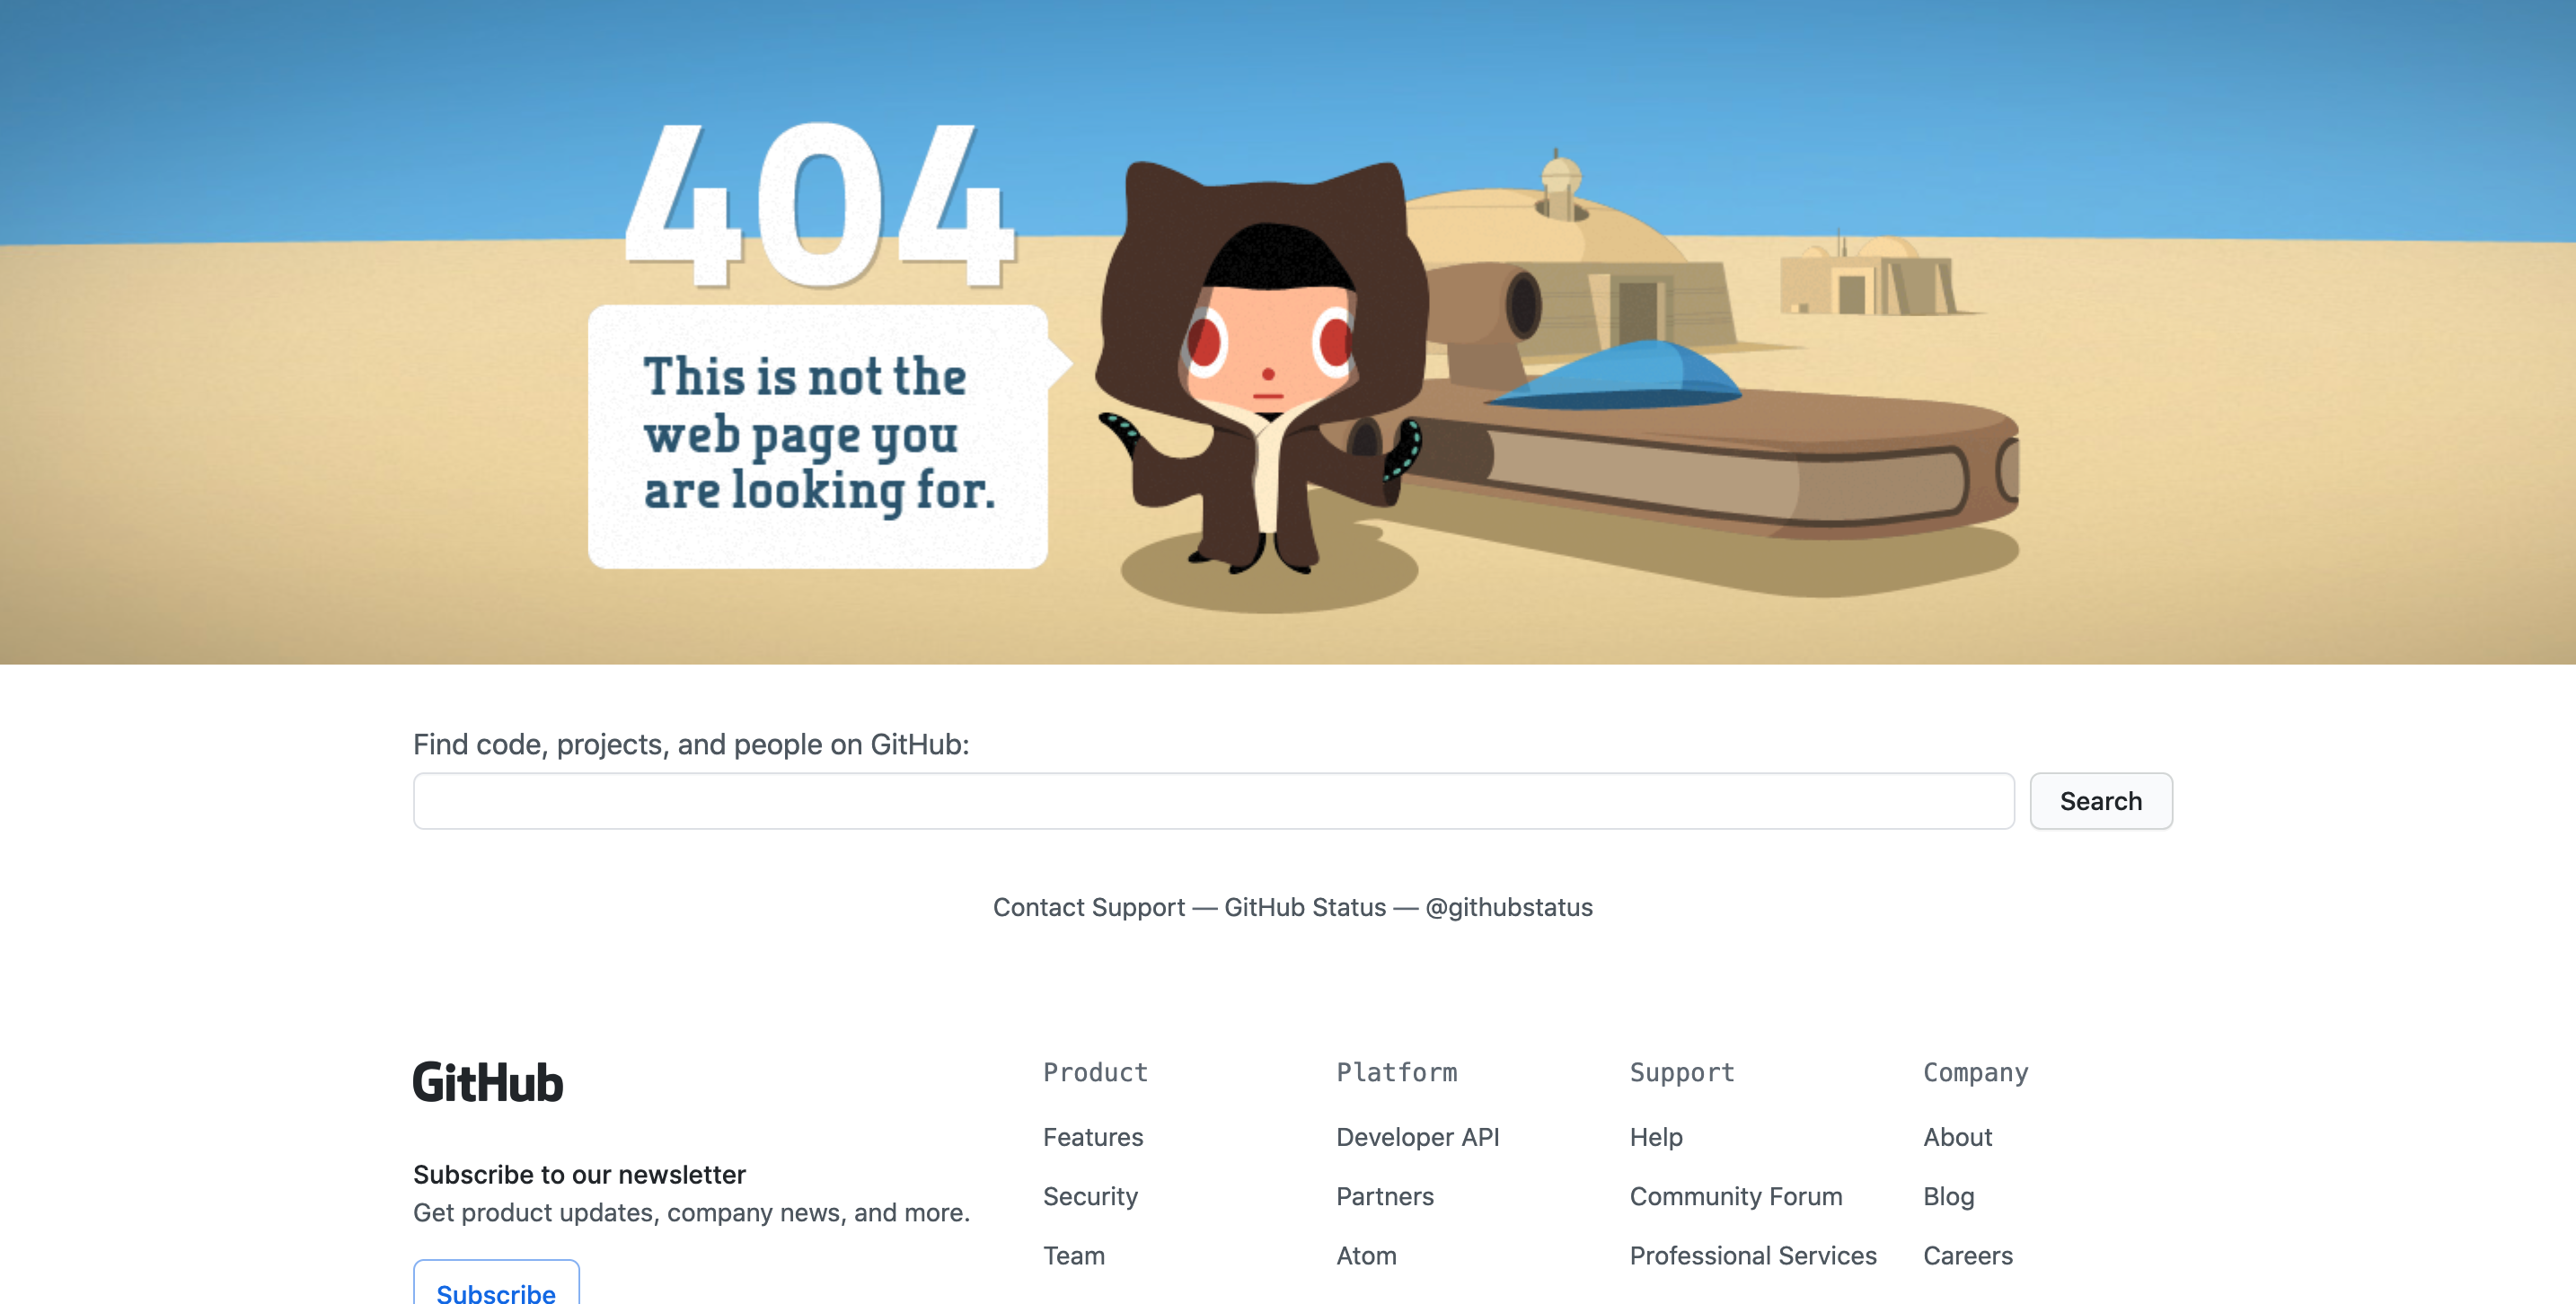 404
This is not the
web page you
are looking for.
Find code, projects, and people on GitHub:
Search
Contact Support — GitHub Status — @githubstatus
GitHub
Subscribe to our newsletter
Get product updates, company news, and more.
Subscribe
Product
Features
Security
Team
Platform
Developer API
Partners
Atom
Support
Help
Community Forum
Professional Services
Company
About
Blog
Careers